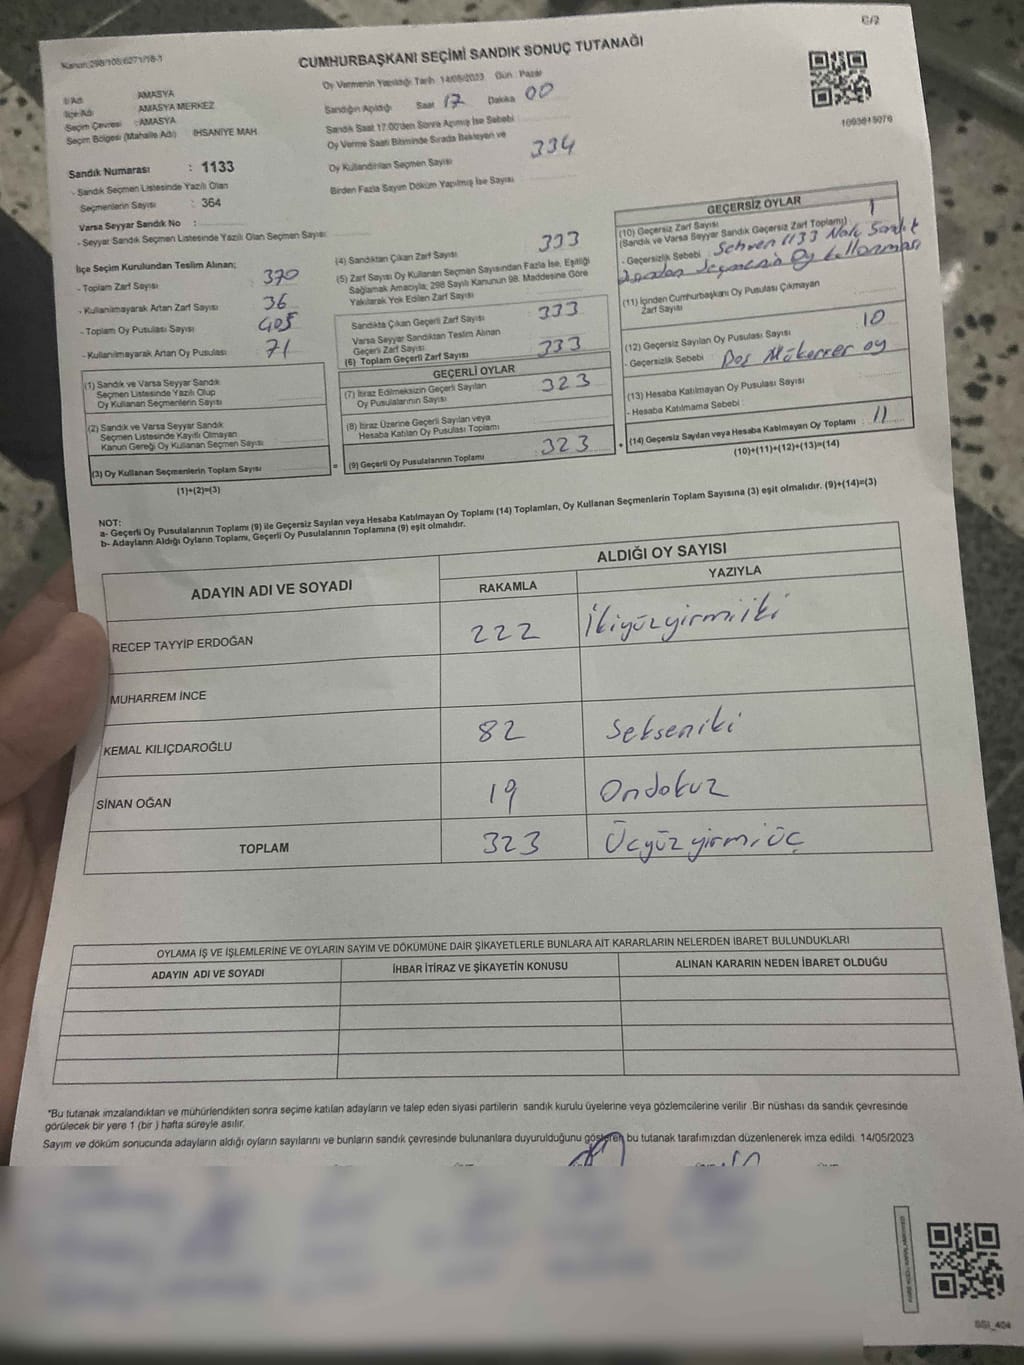 C/2
Kanun:298/105;6271/18-1
CUMHURBAŞKANI SEÇİMİ SANDIK SONUÇ TUTANAĞI
İl Adı : AMASYA
İlçe Adı : AMASYA MERKEZ
Seçim Çevresi : AMASYA
Seçim Bölgesi (Mahalle Adı) : İHSANİYE MAH.
Oy Vermenin Yapıldığı Tarih : 14/05/2023 Gün : Pazar
Sandığın Açıldığı Saat 17 Dakika 00
Sandık Saat 17:00'den Sonra Açılmış İse Sebebi
Oy Verme Saati Bitiminde Sırada Bekleyen ve
Oy Kullandırılan Seçmen Sayısı 334
Birden Fazla Sayım Döküm Yapılmış İse Sayısı
Sandık Numarası : 1133
- Sandık Seçmen Listesinde Yazılı Olan
Seçmenlerin Sayısı : 364
Varsa Seyyar Sandık No :
- Seyyar Sandık Seçmen Listesinde Yazılı Olan Seçmen Sayısı
İlçe Seçim Kurulundan Teslim Alınan;
- Toplam Zarf Sayısı : 370
- Kullanılmayarak Artan Zarf Sayısı 36
- Toplam Oy Pusulası Sayısı 405
- Kullanılmayarak Artan Oy Pusulası 71
(1) Sandık ve Varsa Seyyar Sandık
Seçmen Listesinde Yazılı Olup
Oy Kullanan Seçmenlerin Sayısı
(2) Sandık ve Varsa Seyyar Sandık
Seçmen Listesinde Kayıtlı Olmayan
Kanun Gereği Oy Kullanan Seçmen Sayısı
(3) Oy Kullanan Seçmenlerin Toplam Sayısı
(1)+(2)=(3)
(4) Sandıktan Çıkan Zarf Sayısı 333
(5) Zarf Sayısı Oy Kullanan Seçmen Sayısından Fazla İse, Eşitliği
Sağlamak Amacıyla; 298 Sayılı Kanunun 98. Maddesine Göre
Yakılarak Yok Edilen Zarf Sayısı
Sandıkta Çıkan Geçerli Zarf Sayısı 333
Varsa Seyyar Sandıktan Teslim Alınan
Geçerli Zarf Sayısı
(6) Toplam Geçerli Zarf Sayısı 333
GEÇERLİ OYLAR
(7) İtiraz Edilmeksizin Geçerli Sayılan
Oy Pusulalarının Sayısı 323
(8) İtiraz Üzerine Geçerli Sayılan veya
Hesaba Katılan Oy Pusulası Toplamı
(9) Geçerli Oy Pusulalarının Toplamı : 323
GEÇERSİZ OYLAR
(10) Geçersiz Zarf Sayısı 1
(Sandık ve Varsa Seyyar Sandık Geçersiz Zarf Toplamı)
- Geçersizlik Sebebi : Sehven 1133 Nolu Sandık
Dışından Seçmenin Oy kullanması
(11) İçinden Cumhurbaşkanı Oy Pusulası Çıkmayan
Zarf Sayısı
(12) Geçersiz Sayılan Oy Pusulası Sayısı 10
- Geçersizlik Sebebi : Boş Mükerrer oy
(13) Hesaba Katılmayan Oy Pusulası Sayısı
- Hesaba Katılmama Sebebi :
(14) Geçersiz Sayılan veya Hesaba Katılmayan Oy Toplamı : 11
(10)+(11)+(12)+(13)=(14)
NOT:
a- Geçerli Oy Pusulalarının Toplamı (9) ile Geçersiz Sayılan veya Hesaba Katılmayan Oy Toplamı (14) Toplamları, Oy Kullanan Seçmenlerin Toplam Sayısına (3) eşit olmalıdır. (9)+(14)=(3)
b- Adayların Aldığı Oyların Toplamı, Geçerli Oy Pusulalarının Toplamına (9) eşit olmalıdır.
ADAYIN ADI VE SOYADI
ALDIĞI OY SAYISI
RAKAMLA YAZIYLA
RECEP TAYYİP ERDOĞAN 222 İkiyüzyirmiiki
MUHARREM İNCE
KEMAL KILIÇDAROĞLU 82 Sekseniki
SİNAN OĞAN 19 Ondokuz
TOPLAM 323 Üçyüzyirmiüç
OYLAMA İŞ VE İŞLEMLERİNE VE OYLARIN SAYIM VE DÖKÜMÜNE DAİR ŞİKAYETLERLE BUNLARA AİT KARARLARIN NELERDEN İBARET BULUNDUKLARI
ADAYIN ADI VE SOYADI İHBAR İTİRAZ VE ŞİKAYETİN KONUSU ALINAN KARARIN NEDEN İBARET OLDUĞU
*Bu tutanak imzalandıktan ve mühürlendikten sonra seçime katılan adayların ve talep eden siyasi partilerin sandık kurulu üyelerine veya gözlemcilerine verilir. Bir nüshası da sandık çevresinde
görülecek bir yere 1 (bir ) hafta süreyle asılır.
Sayım ve döküm sonucunda adayların aldığı oyların sayılarını ve bunların sandık çevresinde bulunanlara duyurulduğunu gösteren bu tutanak tarafımızdan düzenlenerek imza edildi. 14/05/2023